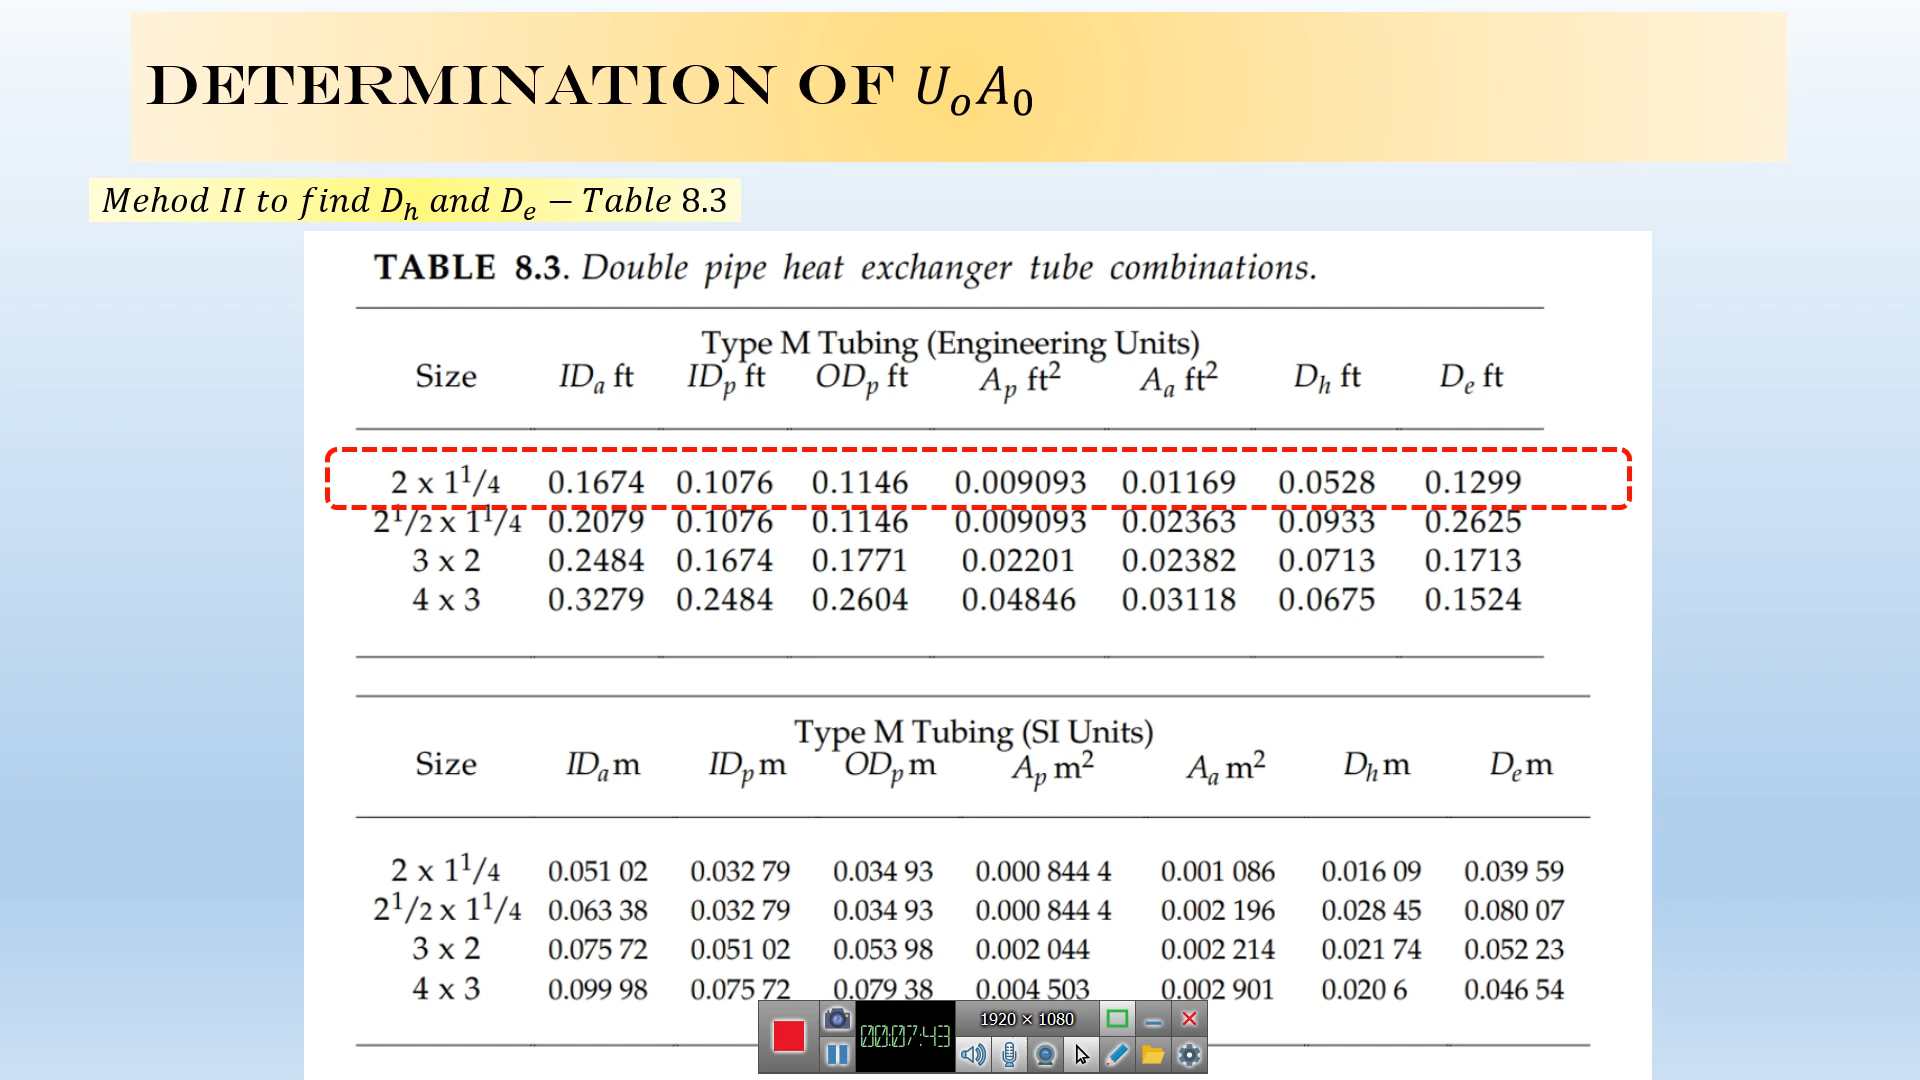 DETERMINATION OF UₒA₀
Mehod II to find Dₕ and Dₑ − Table 8.3
TABLE 8.3. Double pipe heat exchanger tube combinations.
Type M Tubing (Engineering Units)
Size IDₐ ft IDₚ ft ODₚ ft Aₚ ft² Aₐ ft² Dₕ ft Dₑ ft
2 x 1¹/4 0.1674 0.1076 0.1146 0.009093 0.01169 0.0528 0.1299
2¹/2 x 1¹/4 0.2079 0.1076 0.1146 0.009093 0.02363 0.0933 0.2625
3 x 2 0.2484 0.1674 0.1771 0.02201 0.02382 0.0713 0.1713
4 x 3 0.3279 0.2484 0.2604 0.04846 0.03118 0.0675 0.1524
Type M Tubing (SI Units)
Size IDₐ m IDₚ m ODₚ m Aₚ m² Aₐ m² Dₕ m Dₑ m
2 x 1¹/4 0.051 02 0.032 79 0.034 93 0.000 844 4 0.001 086 0.016 09 0.039 59
2¹/2 x 1¹/4 0.063 38 0.032 79 0.034 93 0.000 844 4 0.002 196 0.028 45 0.080 07
3 x 2 0.075 72 0.051 02 0.053 98 0.002 044 0.002 214 0.021 74 0.052 23
4 x 3 0.099 98 0.075 72 0.079 38 0.004 503 0.002 901 0.020 6 0.046 54
1920 × 1080
00:07:43